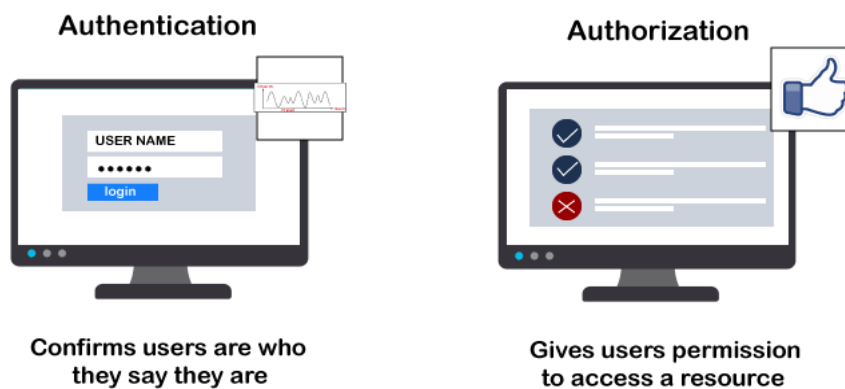 Authentication
Authorization
USER NAME
login
Confirms users are who
they say they are
Gives users permission
to access a resource